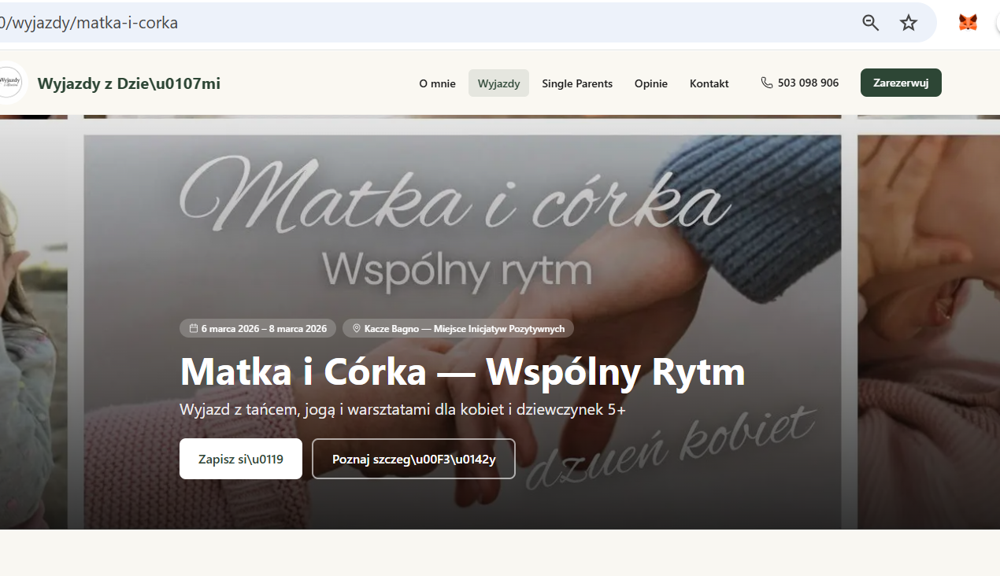 0/wyjazdy/matka-i-corka
Wyjazdy
Wyjazdy z Dzie\u0107mi
O mnie
Wyjazdy
Single Parents
Opinie
Kontakt
503 098 906
Zarezerwuj
Matka i córka
Wspólny rytm
6 marca 2026 – 8 marca 2026
Kacze Bagno — Miejsce Inicjatyw Pozytywnych
Matka i Córka — Wspólny Rytm
Wyjazd z tańcem, jogą i warsztatami dla kobiet i dziewczynek 5+
dzueń kobiet
Zapisz si\u0119
Poznaj szczeg\u00F3\u0142y